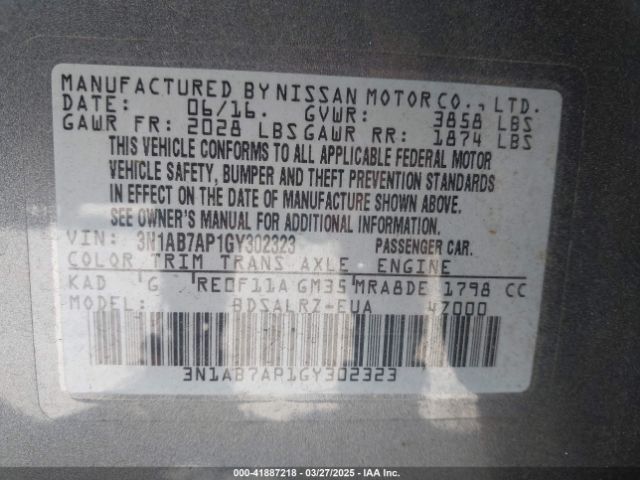 MANUFACTURED BY NISSAN MOTOR CO., LTD.
DATE: 06/16. GVWR: 3858 LBS
GAWR FR: 2028 LBS GAWR RR: 1874 LBS
THIS VEHICLE CONFORMS TO ALL APPLICABLE FEDERAL MOTOR
VEHICLE SAFETY, BUMPER AND THEFT PREVENTION STANDARDS
IN EFFECT ON THE DATE OF MANUFACTURE SHOWN ABOVE.
SEE OWNER'S MANUAL FOR ADDITIONAL INFORMATION.
VIN: 3N1AB7AP1GY302323 PASSENGER CAR.
COLOR TRIM TRANS AXLE ENGINE
KAD G RE0F11A GM35 MRA8DE 1798 CC
MODEL: BDSALRZ-EUA 47000
3N1AB7AP1GY302323
000-41887218 - 03/27/2025 - IAA Inc.